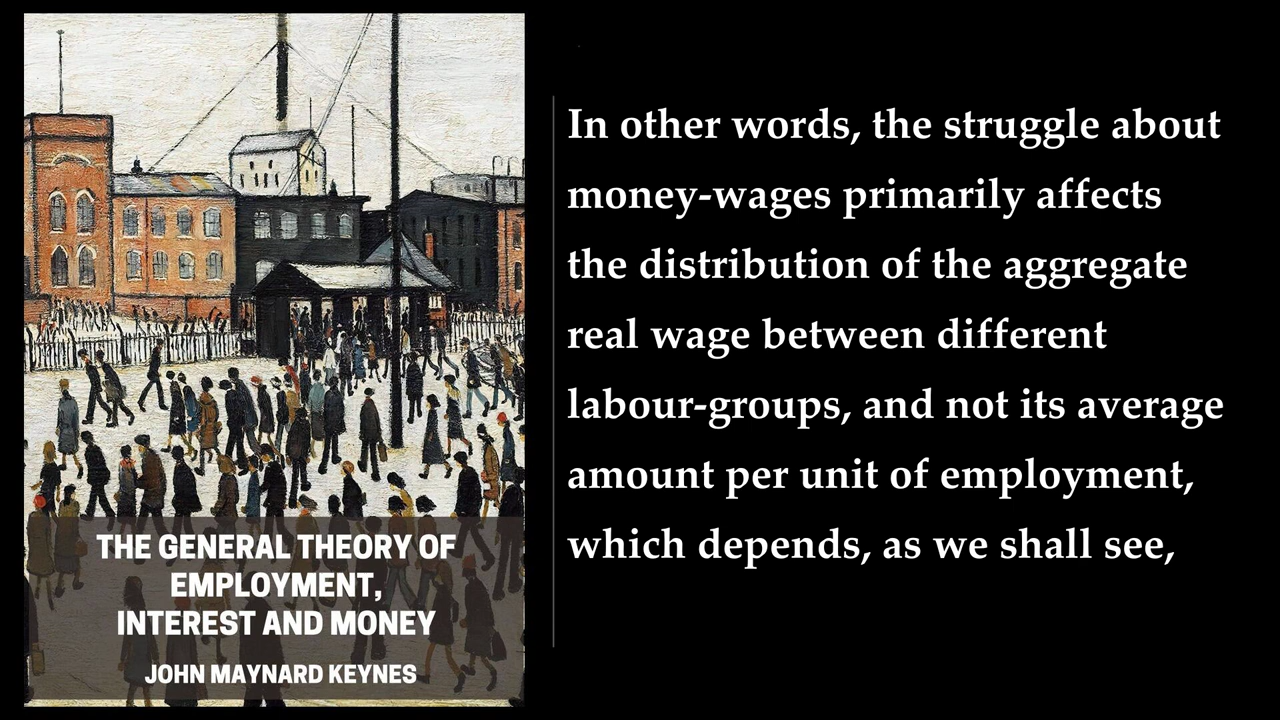 THE GENERAL THEORY OF
EMPLOYMENT,
INTEREST AND MONEY
JOHN MAYNARD KEYNES
In other words, the struggle about
money-wages primarily affects
the distribution of the aggregate
real wage between different
labour-groups, and not its average
amount per unit of employment,
which depends, as we shall see,